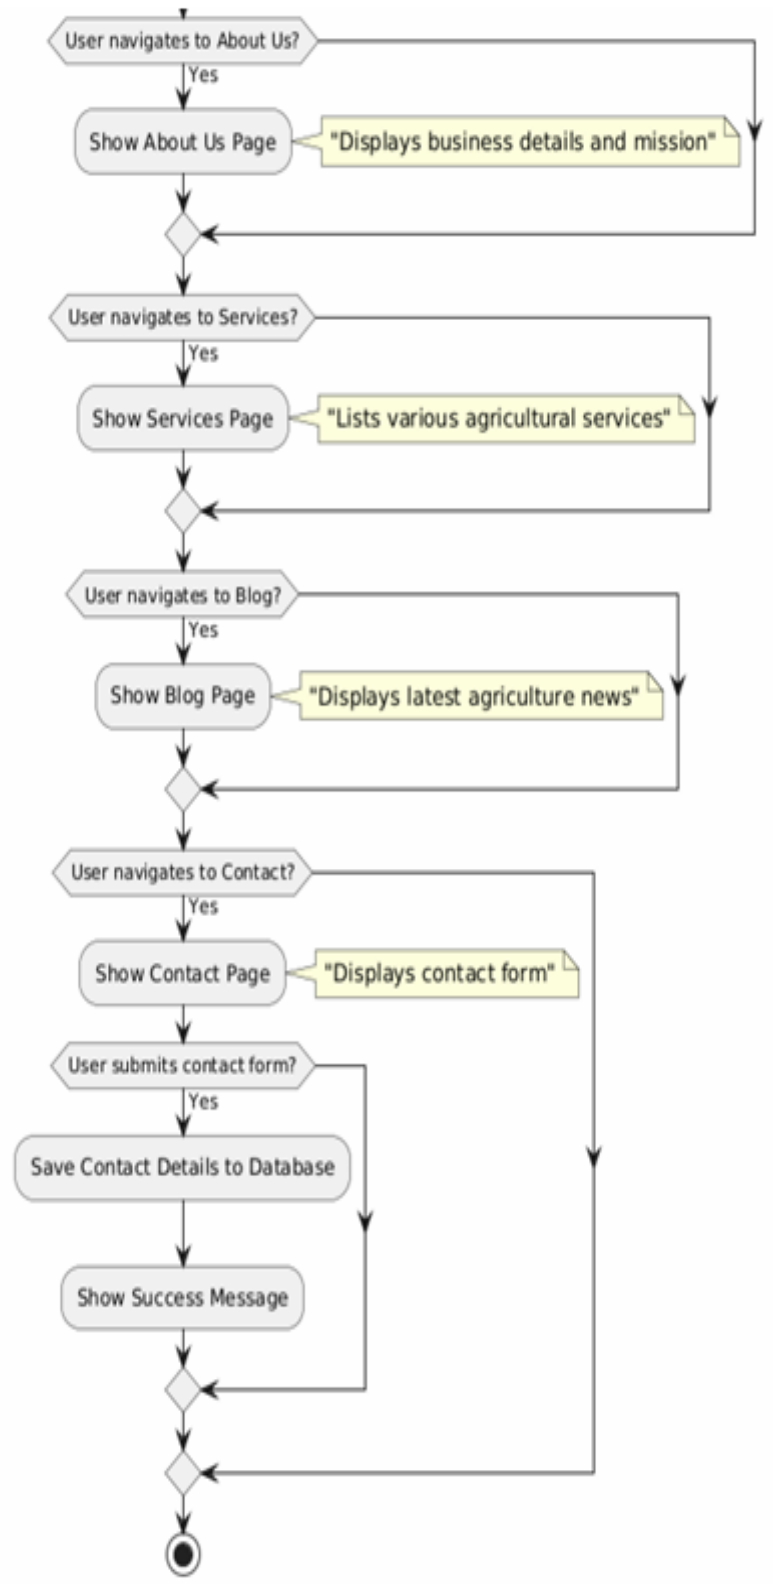 User navigates to About Us?
Yes
Show About Us Page
"Displays business details and mission"
User navigates to Services?
Yes
Show Services Page
"Lists various agricultural services"
User navigates to Blog?
Yes
Show Blog Page
"Displays latest agriculture news"
User navigates to Contact?
Yes
Show Contact Page
"Displays contact form"
User submits contact form?
Yes
Save Contact Details to Database
Show Success Message